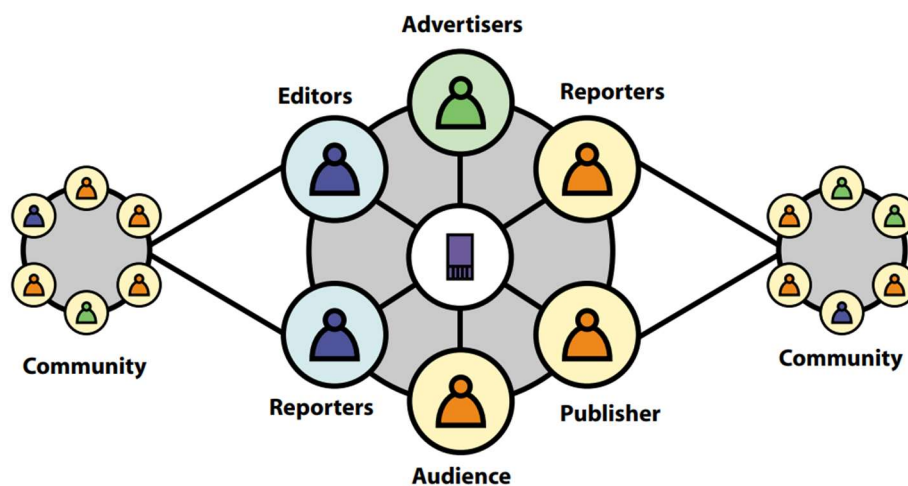 Advertisers
Editors
Reporters
Community
Community
Reporters
Publisher
Audience